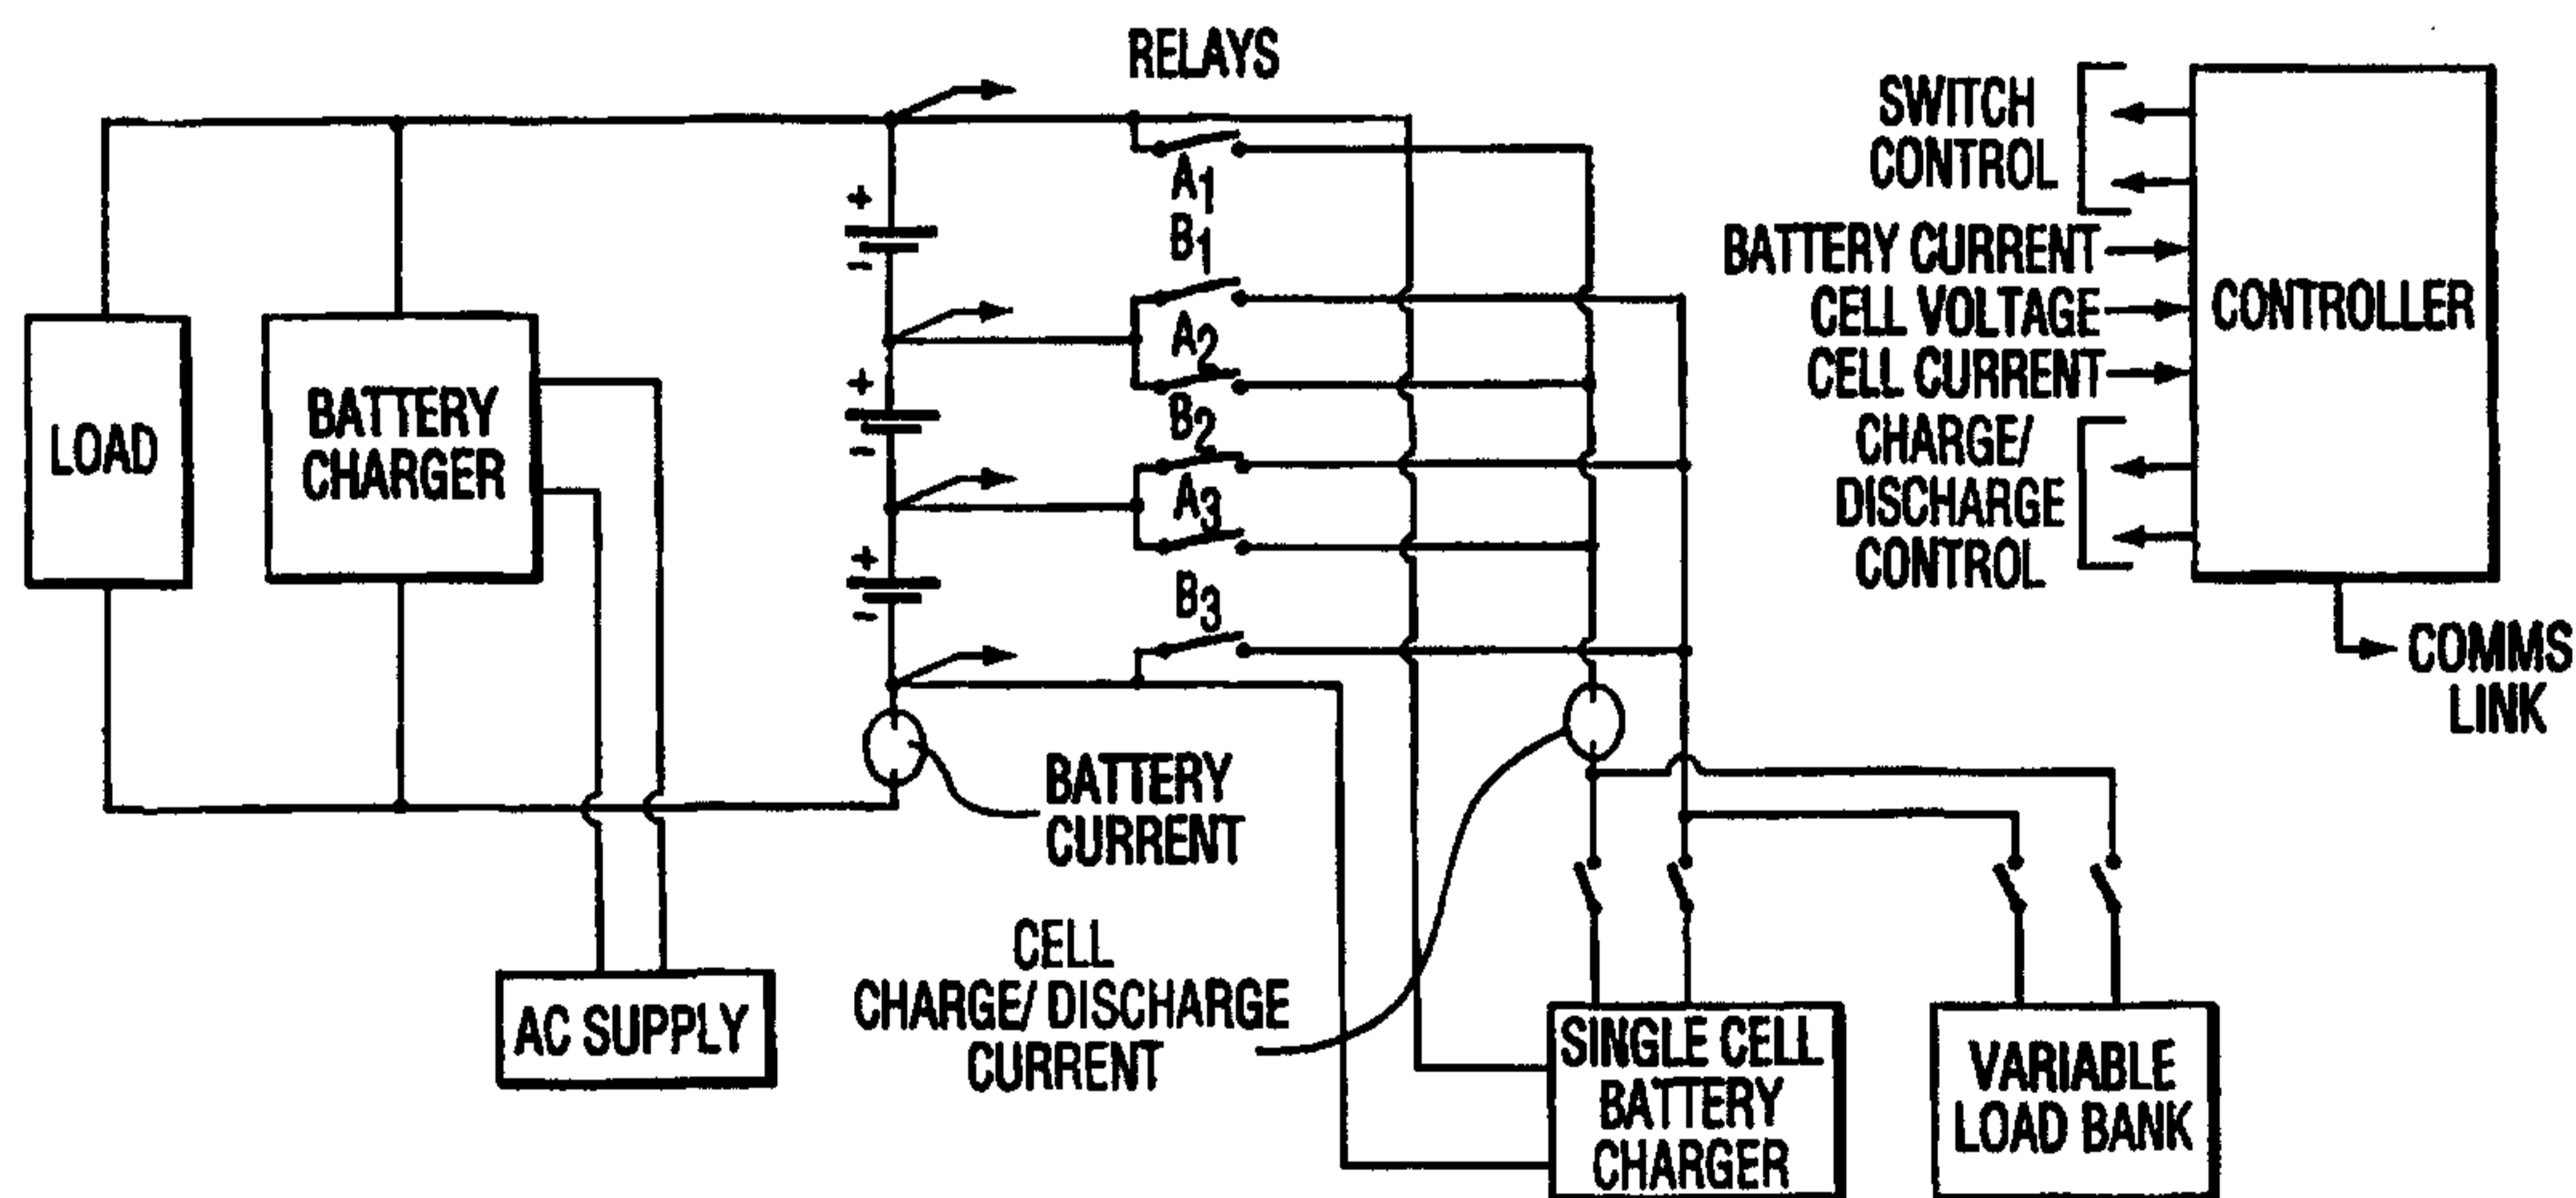 RELAYS
A1
B1
A2
B2
A3
B3
+
-
+
-
+
-
LOAD
BATTERY
CHARGER
AC SUPPLY
BATTERY
CURRENT
CELL
CHARGE/ DISCHARGE
CURRENT
SINGLE CELL
BATTERY
CHARGER
VARIABLE
LOAD BANK
SWITCH
CONTROL
BATTERY CURRENT
CELL VOLTAGE
CELL CURRENT
CHARGE/
DISCHARGE
CONTROL
CONTROLLER
COMMS
LINK